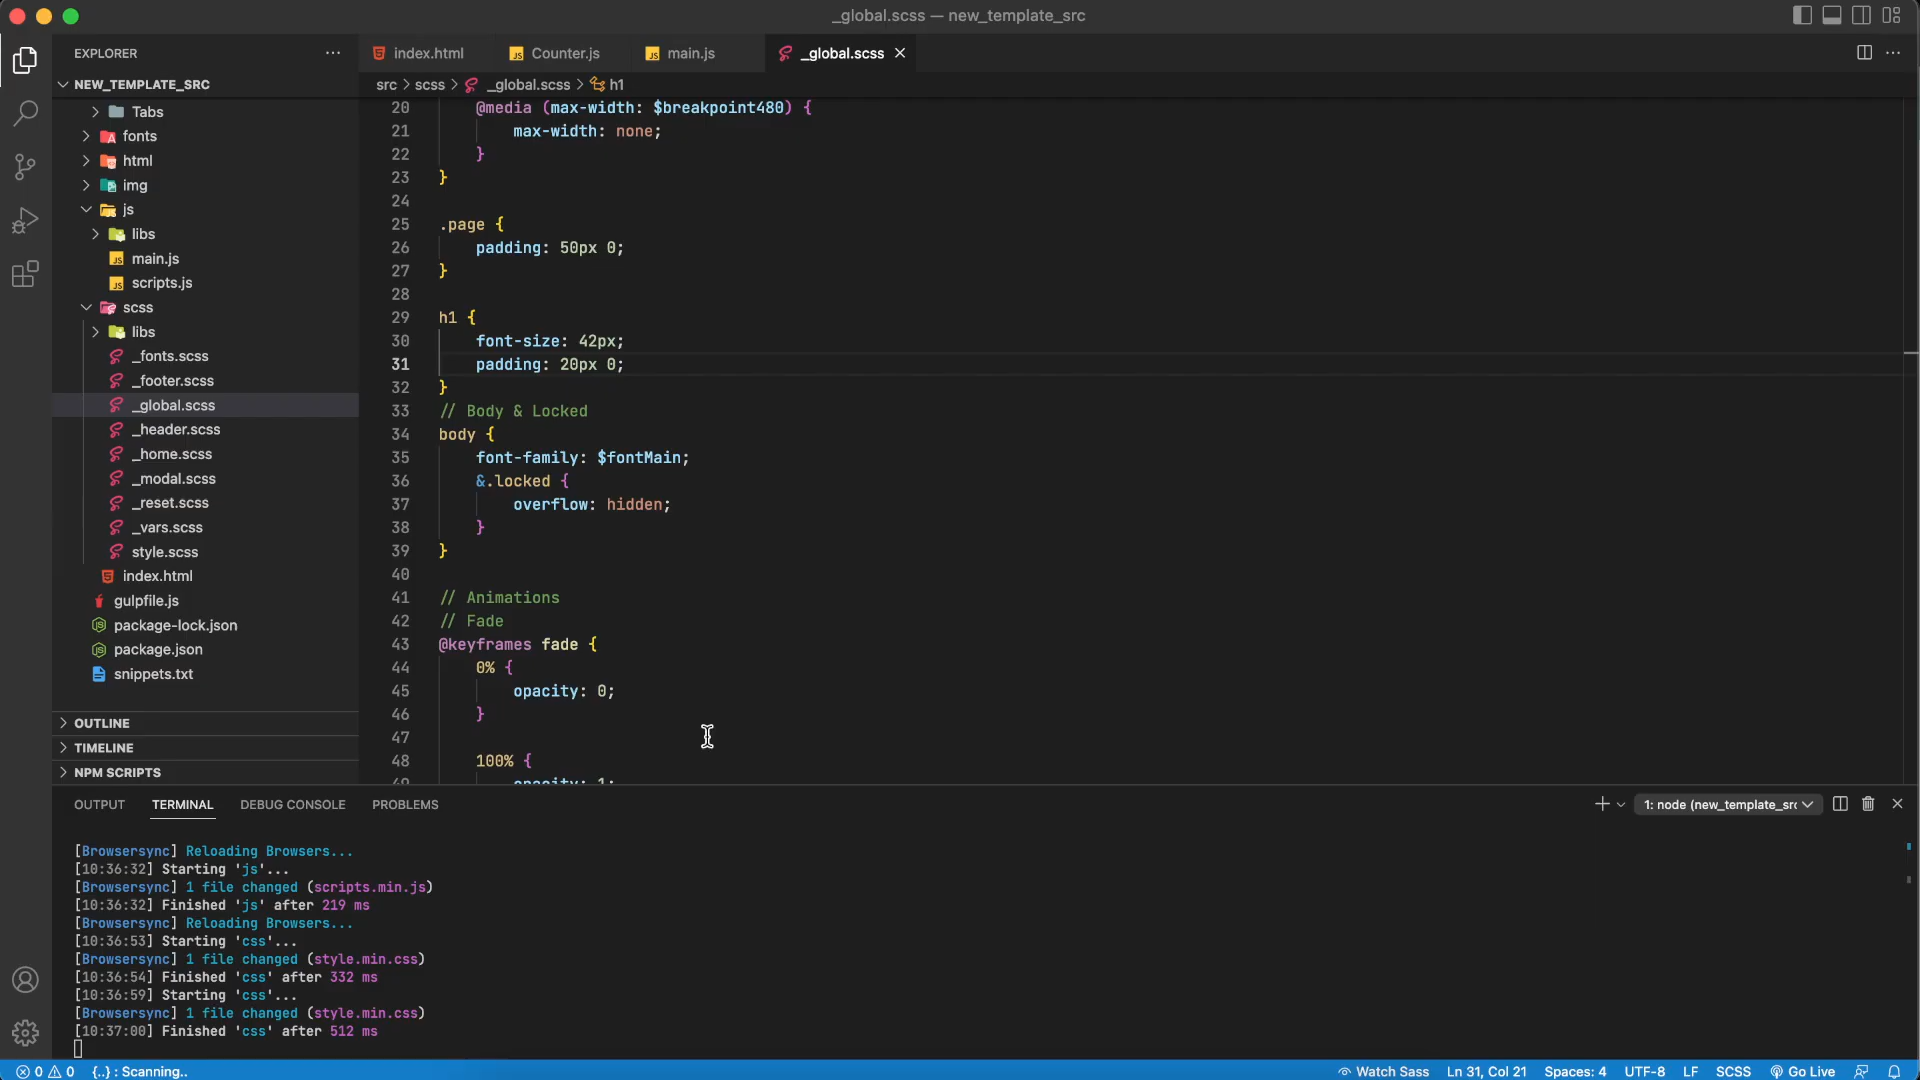 _global.scss — new_template_src
EXPLORER
NEW_TEMPLATE_SRC
Tabs
fonts
html
img
js
libs
main.js
scripts.js
scss
libs
_fonts.scss
_footer.scss
_global.scss
_header.scss
_home.scss
_modal.scss
_reset.scss
_vars.scss
style.scss
index.html
gulpfile.js
package-lock.json
package.json
snippets.txt
OUTLINE
TIMELINE
NPM SCRIPTS
index.html Counter.js main.js _global.scss
src > scss > _global.scss > h1
20 @media (max-width: $breakpoint480) {
21 max-width: none;
22 }
23 }
24
25 .page {
26 padding: 50px 0;
27 }
28
29 h1 {
30 font-size: 42px;
31 padding: 20px 0;
32 }
33 // Body & Locked
34 body {
35 font-family: $fontMain;
36 &.locked {
37 overflow: hidden;
38 }
39 }
40
41 // Animations
42 // Fade
43 @keyframes fade {
44 0% {
45 opacity: 0;
46 }
47
48 100% {
49 opacity: 1;
OUTPUT TERMINAL DEBUG CONSOLE PROBLEMS
1: node (new_template_src
[Browsersync] Reloading Browsers...
[10:36:32] Starting 'js'...
[Browsersync] 1 file changed (scripts.min.js)
[10:36:32] Finished 'js' after 219 ms
[Browsersync] Reloading Browsers...
[10:36:53] Starting 'css'...
[Browsersync] 1 file changed (style.min.css)
[10:36:54] Finished 'css' after 332 ms
[10:36:59] Starting 'css'...
[Browsersync] 1 file changed (style.min.css)
[10:37:00] Finished 'css' after 512 ms
0 0 {..} : Scanning.. Watch Sass Ln 31, Col 21 Spaces: 4 UTF-8 LF SCSS Go Live